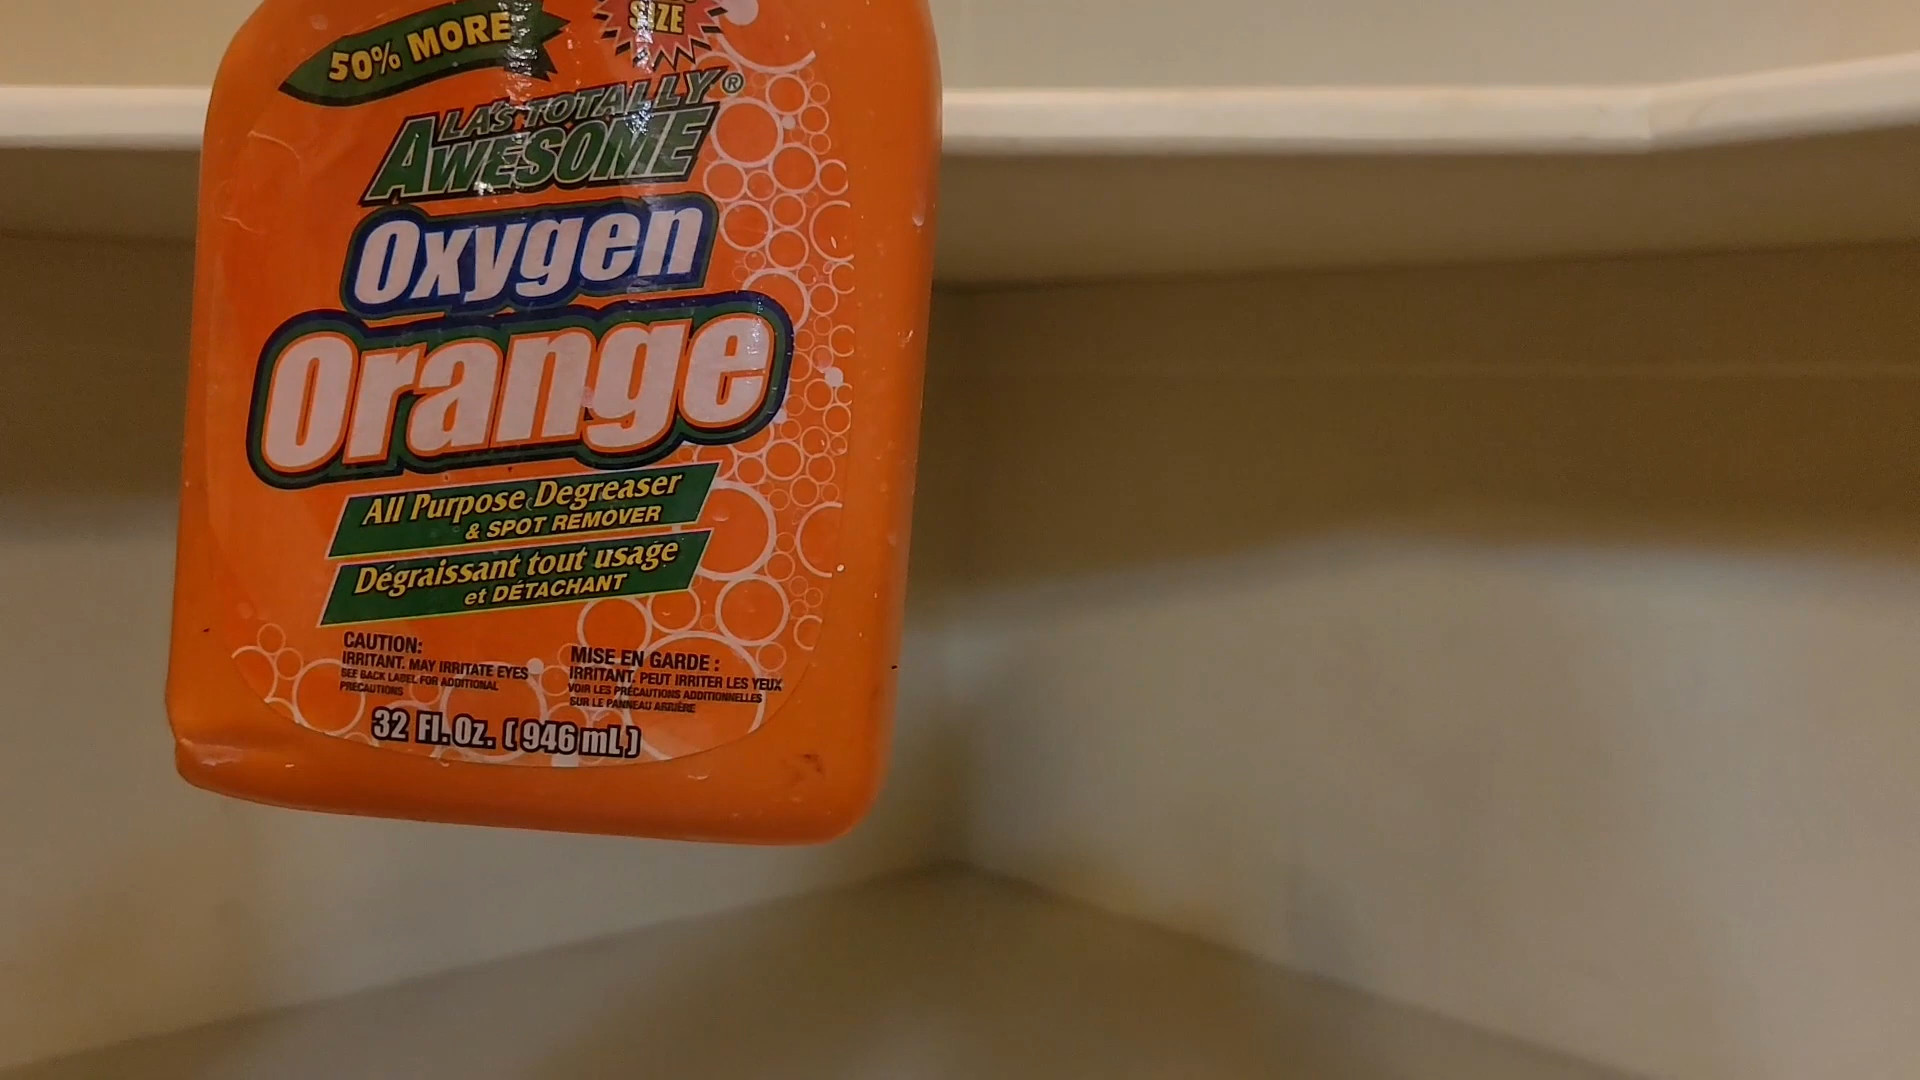 50% MORE
SIZE
LA'S TOTALLY®
AWESOME
Oxygen
Orange
All Purpose Degreaser
& SPOT REMOVER
Dégraissant tout usage
et DÉTACHANT
CAUTION:
IRRITANT. MAY IRRITATE EYES
SEE BACK LABEL FOR ADDITIONAL
PRECAUTIONS
MISE EN GARDE :
IRRITANT. PEUT IRRITER LES YEUX
VOIR LES PRÉCAUTIONS ADDITIONNELLES
SUR LE PANNEAU ARRIÈRE
32 Fl.Oz. (946 mL)